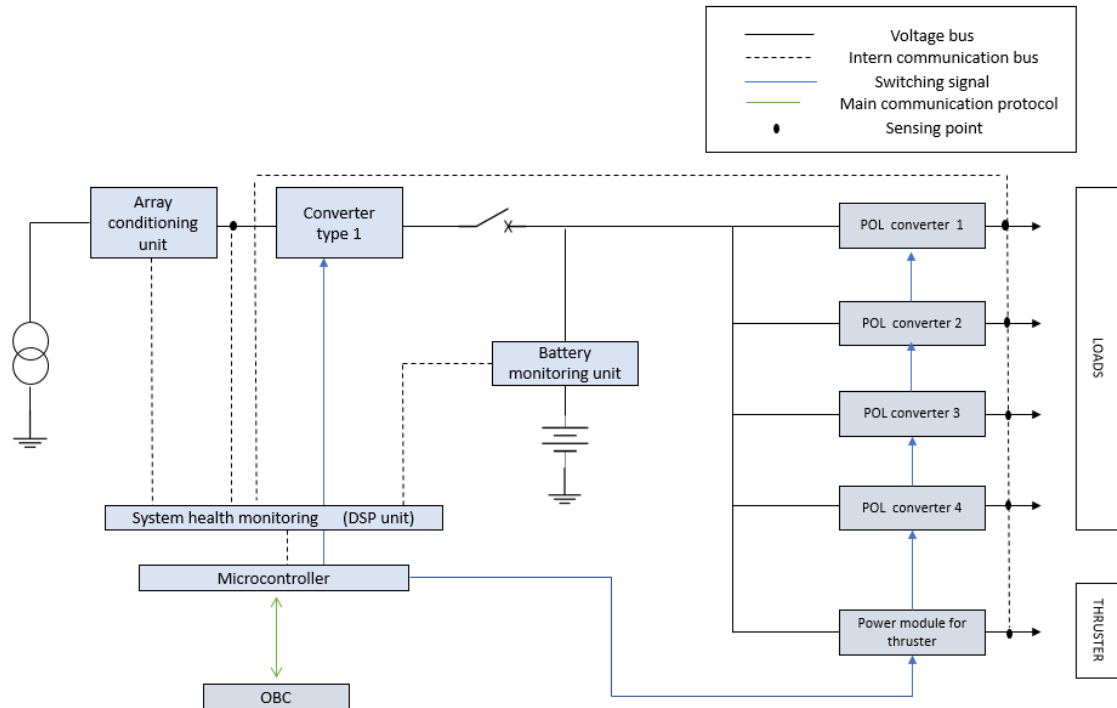 Voltage bus
Intern communication bus
Switching signal
Main communication protocol
Sensing point
Array
conditioning
unit
Converter
type 1
POL converter 1
POL converter 2
Battery
monitoring unit
POL converter 3
POL converter 4
LOADS
System health monitoring (DSP unit)
Microcontroller
Power module for
thruster
THRUSTER
OBC